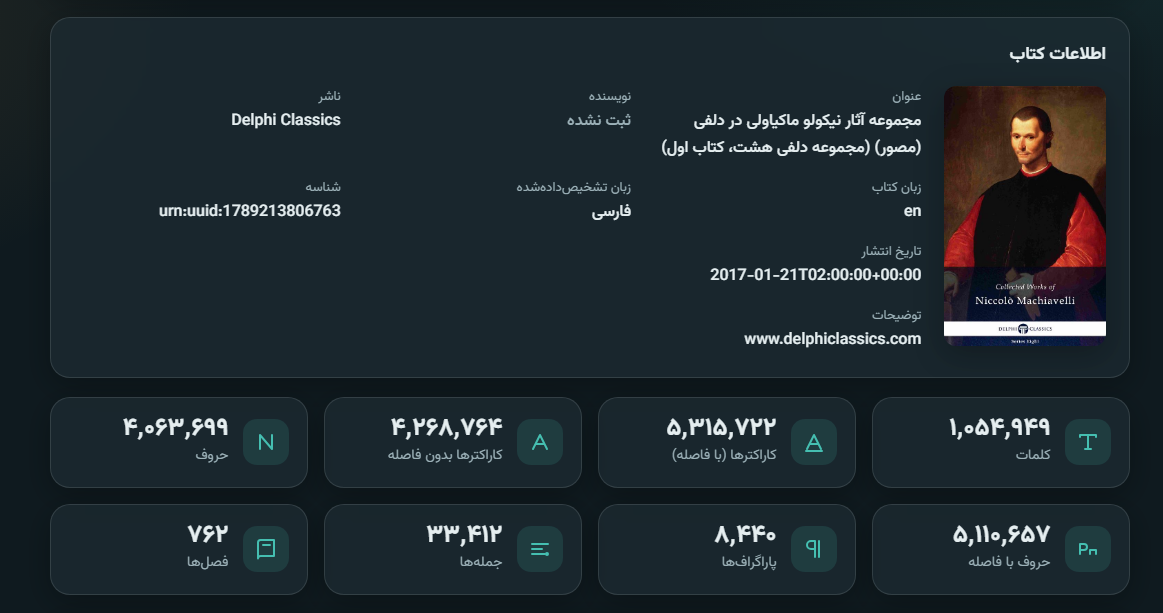 اطلاعات کتاب
Collected Works of
Niccolò Machiavelli
DELPHI CLASSICS
Series Eight
عنوان
مجموعه آثار نیکولو ماکیاولی در دلفی
(مصور) (مجموعه دلفی هشت، کتاب اول)
نویسنده
ثبت نشده
ناشر
Delphi Classics
زبان کتاب
en
زبان تشخیص‌داده‌شده
فارسی
شناسه
urn:uuid:1789213806763
تاریخ انتشار
2017-01-21T02:00:00+00:00
توضیحات
www.delphiclassics.com
۱,۰۵۴,۹۴۹
کلمات
۵,۳۱۵,۷۲۲
کاراکترها (با فاصله)
۴,۲۶۸,۷۶۴
کاراکترها بدون فاصله
۴,۰۶۳,۶۹۹
حروف
۵,۱۱۰,۶۵۷
حروف با فاصله
۸,۴۴۰
پاراگراف‌ها
۳۳,۴۱۲
جمله‌ها
۷۶۲
فصل‌ها